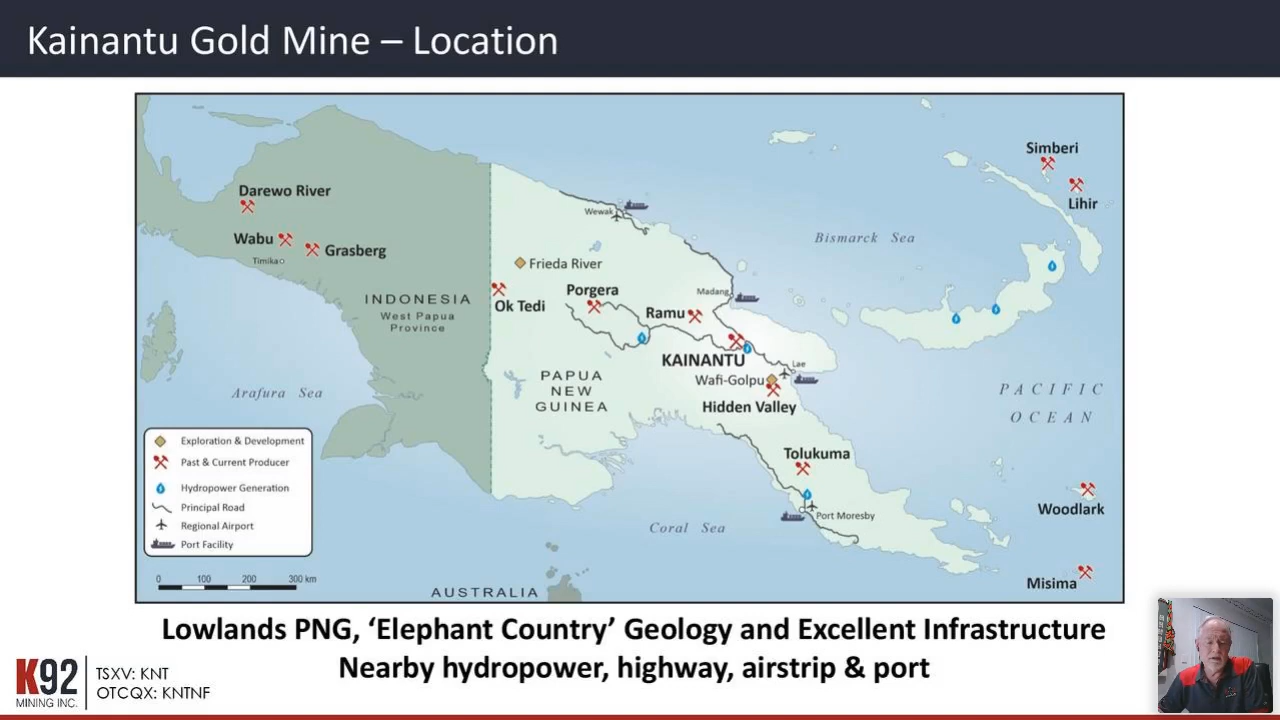 Kainantu Gold Mine – Location
Simberi
Lihir
Darewo River
Wewak
Wabu
Grasberg
Timika
Bismarck Sea
Frieda River
INDONESIA
West Papua
Province
Ok Tedi
Porgera
Madang
Ramu
KAINANTU
Lae
Wafi-Golpu
Hidden Valley
PAPUA
NEW
GUINEA
Arafura Sea
PACIFIC
OCEAN
Exploration & Development
Past & Current Producer
Hydropower Generation
Principal Road
Regional Airport
Port Facility
Tolukuma
Port Moresby
Woodlark
Coral Sea
Misima
0 100 200 300 km
AUSTRALIA
Lowlands PNG, ‘Elephant Country’ Geology and Excellent Infrastructure
Nearby hydropower, highway, airstrip & port
K92
MINING INC.
TSXV: KNT
OTCQX: KNTNF